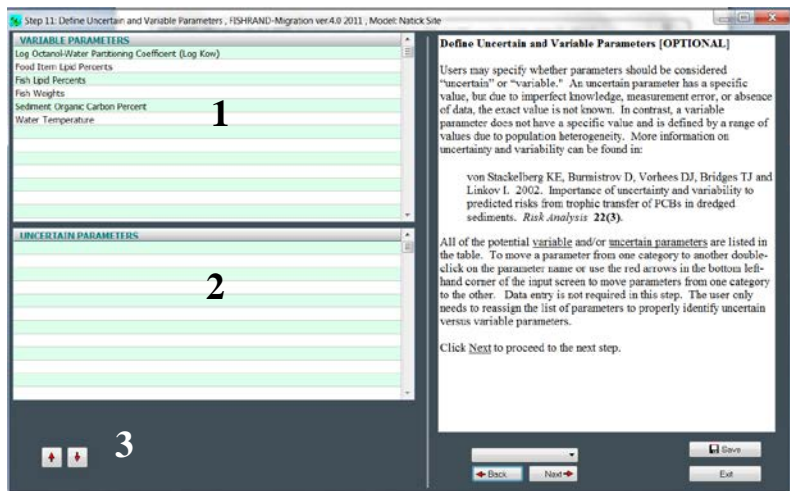 Step 11: Define Uncertain and Variable Parameters , FISHRAND-Migration ver.4.0 2011 , Model: Natick Site
VARIABLE PARAMETERS
Log Octanol-Water Partitioning Coefficient (Log Kow)
Food Item Lipid Percents
Fish Lipid Percents
Fish Weights
Sediment Organic Carbon Percent
Water Temperature
1
UNCERTAIN PARAMETERS
2
3
Define Uncertain and Variable Parameters [OPTIONAL]
Users may specify whether parameters should be considered
“uncertain” or “variable.” An uncertain parameter has a specific
value, but due to imperfect knowledge, measurement error, or absence
of data, the exact value is not known. In contrast, a variable
parameter does not have a specific value and is defined by a range of
values due to population heterogeneity. More information on
uncertainty and variability can be found in:
von Stackelberg KE, Burmistrov D, Vorhees DJ, Bridges TJ and
Linkov I. 2002. Importance of uncertainty and variability to
predicted risks from trophic transfer of PCBs in dredged
sediments. Risk Analysis 22(3).
All of the potential variable and/or uncertain parameters are listed in
the table. To move a parameter from one category to another double-
click on the parameter name or use the red arrows in the bottom left-
hand corner of the input screen to move parameters from one category
to the other. Data entry is not required in this step. The user only
needs to reassign the list of parameters to properly identify uncertain
versus variable parameters.
Click Next to proceed to the next step.
Save
Back
Next
Exit